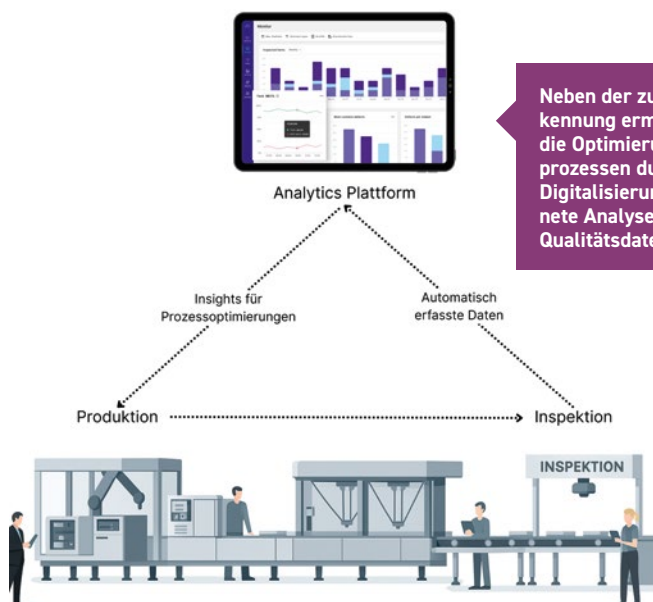 Monitor
Neben der zu
kennung erm
die Optimieru
prozessen du
Digitalisierun
nete Analyse
Qualitätsdate
Analytics Plattform
Insights für
Prozessoptimierungen
Automatisch
erfasste Daten
Produktion
Inspektion
INSPEKTION